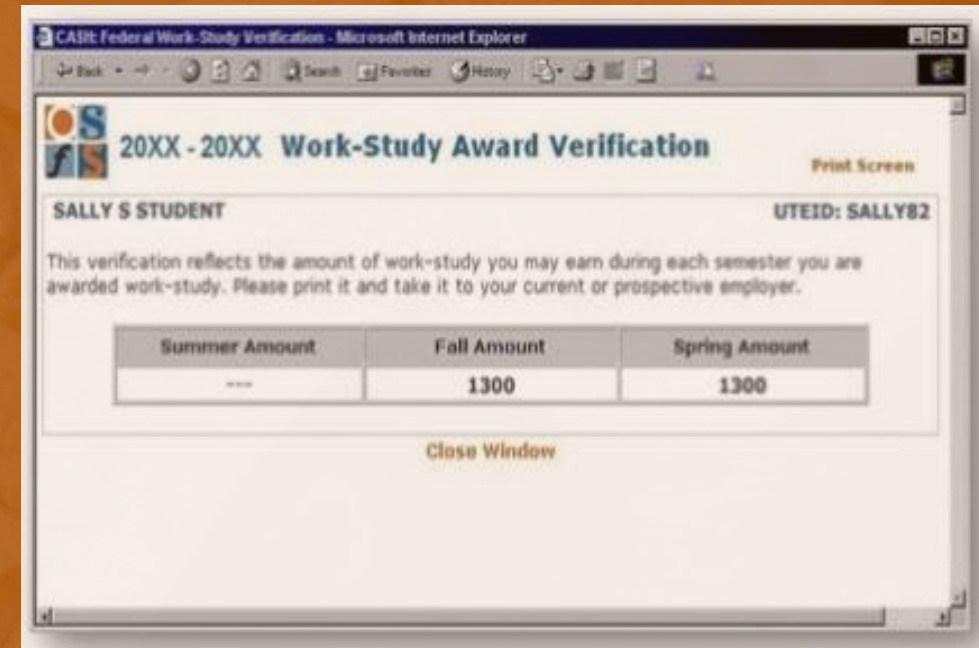 CASH: Federal Work-Study Verification - Microsoft Internet Explorer
Back Search Favorites History
OS
fS
20XX - 20XX Work-Study Award Verification
Print Screen
SALLY S STUDENT UTEID: SALLY82
This verification reflects the amount of work-study you may earn during each semester you are
awarded work-study. Please print it and take it to your current or prospective employer.
Summer Amount Fall Amount Spring Amount
--- 1300 1300
Close Window